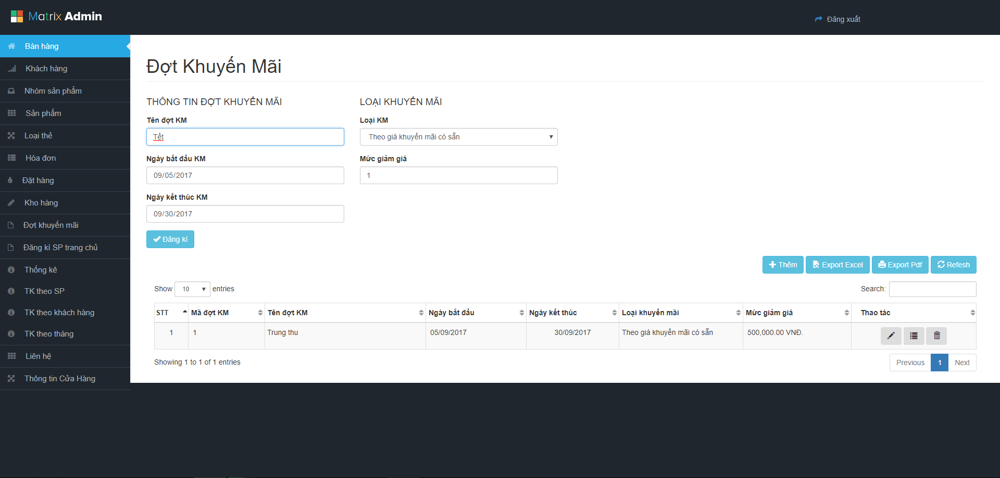 Matrix Admin
Đăng xuất
Bán hàng
Khách hàng
Nhóm sản phẩm
Sản phẩm
Loại thẻ
Hóa đơn
Đặt hàng
Kho hàng
Đợt khuyến mãi
Đăng kí SP trang chủ
Thống kê
TK theo SP
TK theo khách hàng
TK theo tháng
Liên hệ
Thông tin Cửa Hàng
Đợt Khuyến Mãi
THÔNG TIN ĐỢT KHUYẾN MÃI
Tên đợt KM
Tết
Ngày bắt đầu KM
09/05/2017
Ngày kết thúc KM
09/30/2017
Đăng kí
LOẠI KHUYẾN MÃI
Loại KM
Theo giá khuyến mãi có sẵn
Mức giảm giá
1
Thêm Export Excel Export Pdf Refesh
Show 10 entries Search:
STT Mã đợt KM Tên đợt KM Ngày bắt đầu Ngày kết thúc Loại khuyến mãi Mức giảm giá Thao tác
1 1 Trung thu 05/09/2017 30/09/2017 Theo giá khuyến mãi có sẵn 500,000.00 VNĐ.
Showing 1 to 1 of 1 entries Previous 1 Next